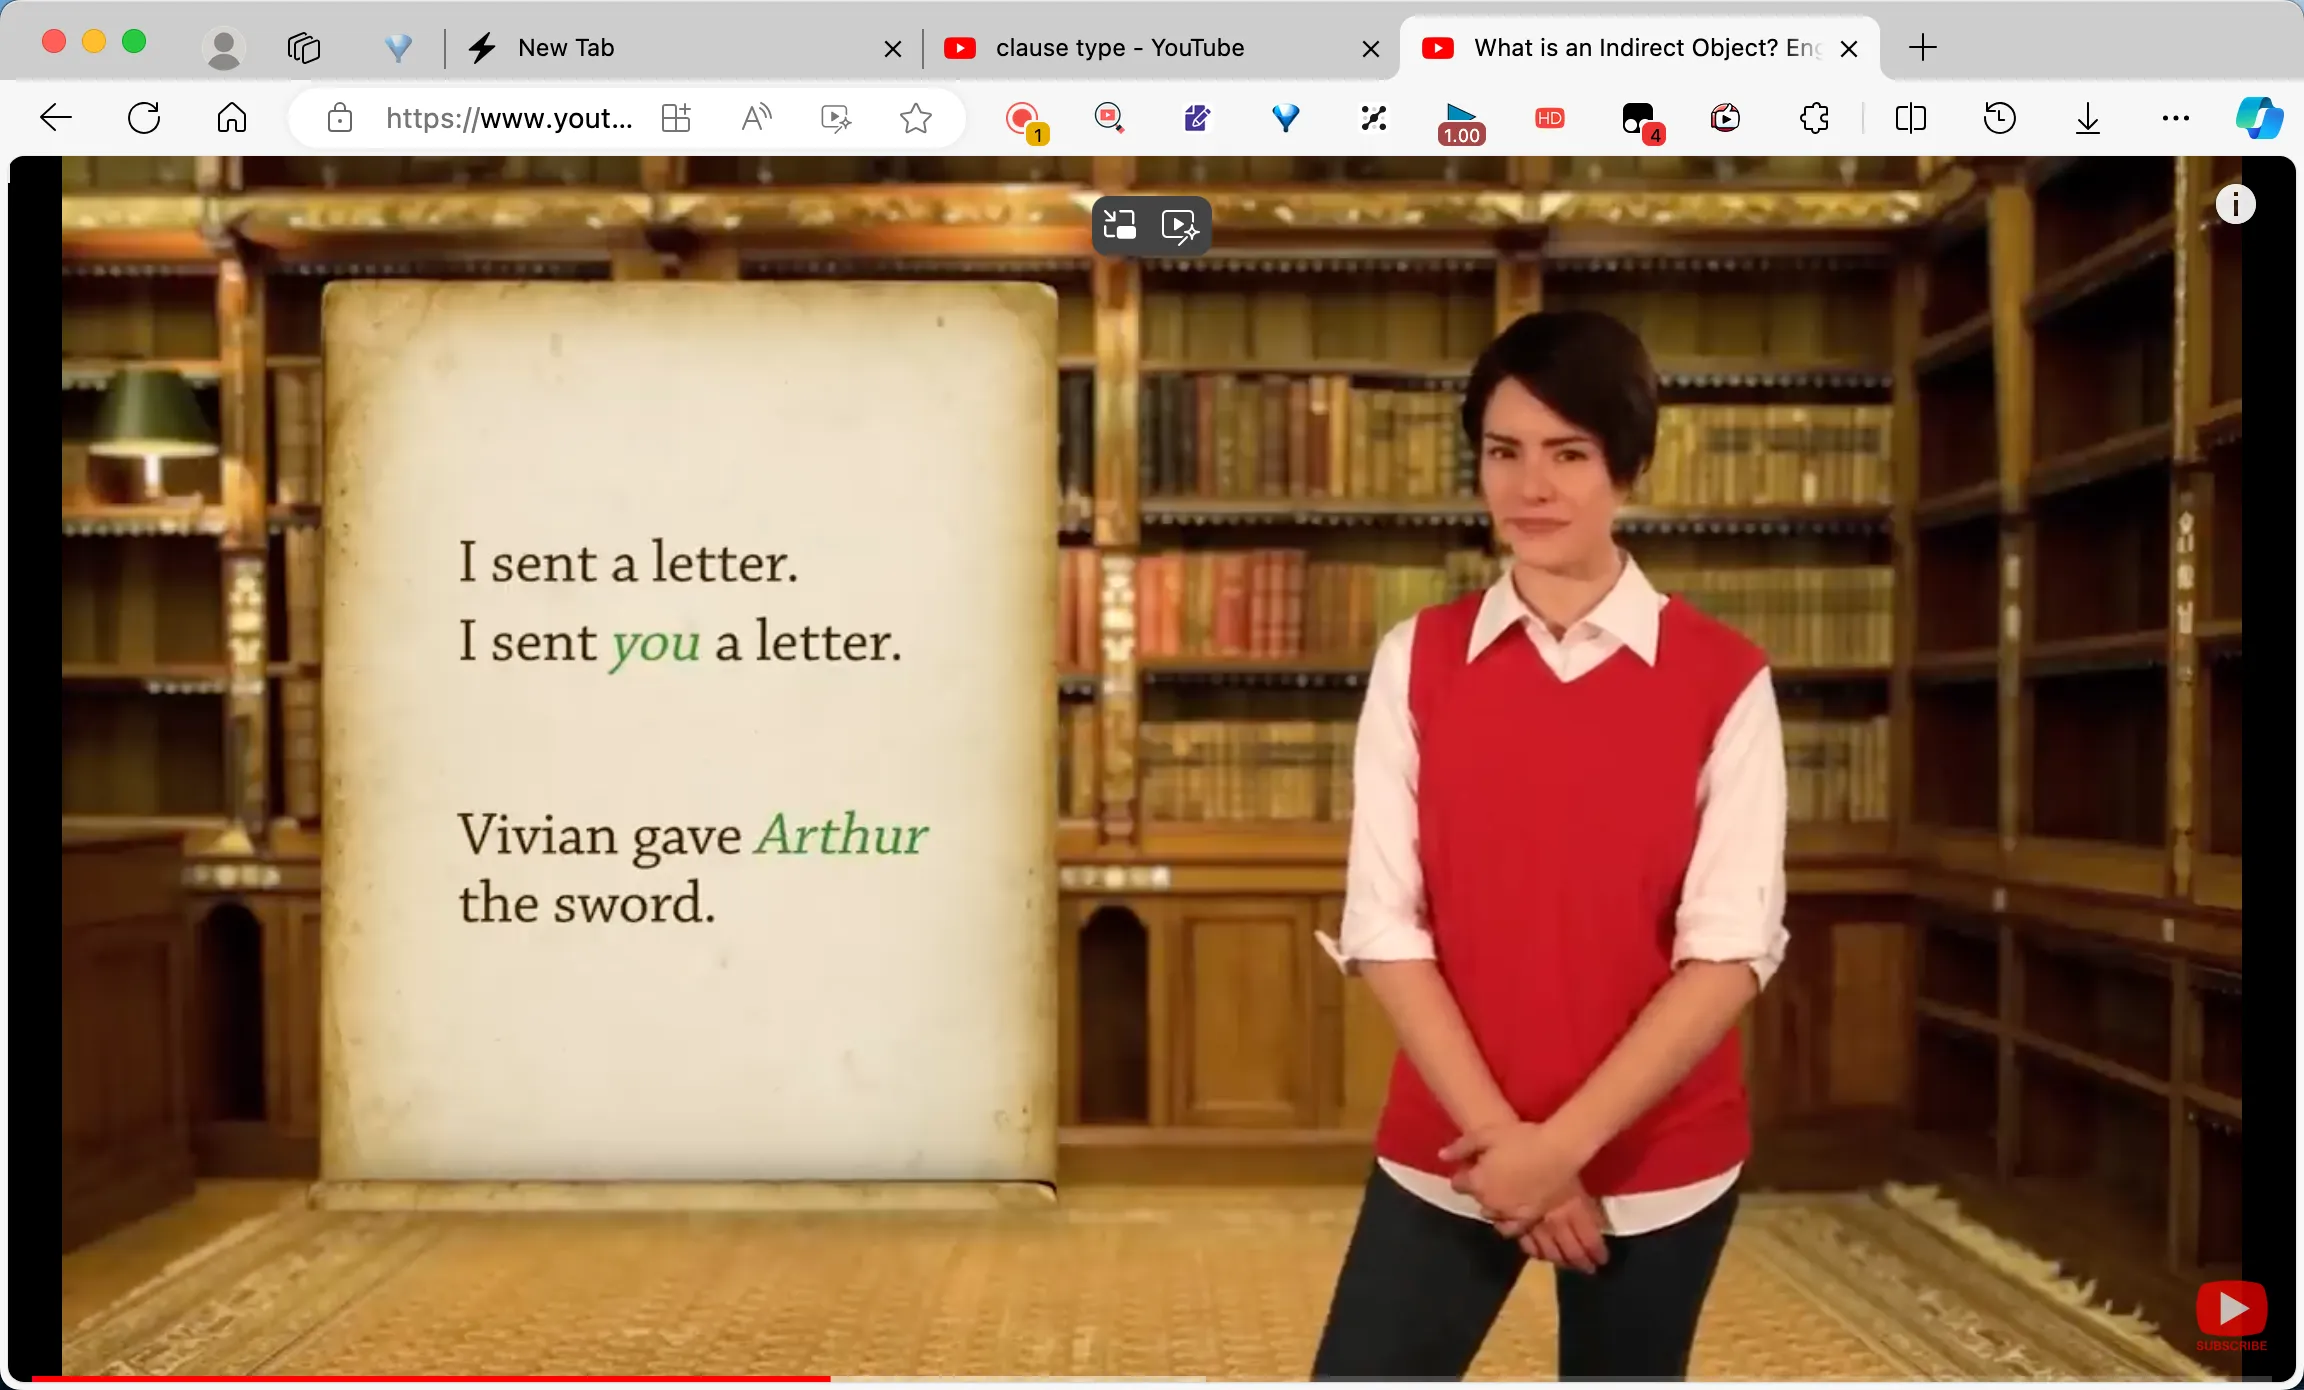 New Tab
clause type - YouTube
What is an Indirect Object? Eng
https://www.yout...
1
1.00
HD
4
I sent a letter.
I sent you a letter.
Vivian gave Arthur
the sword.
SUBSCRIBE